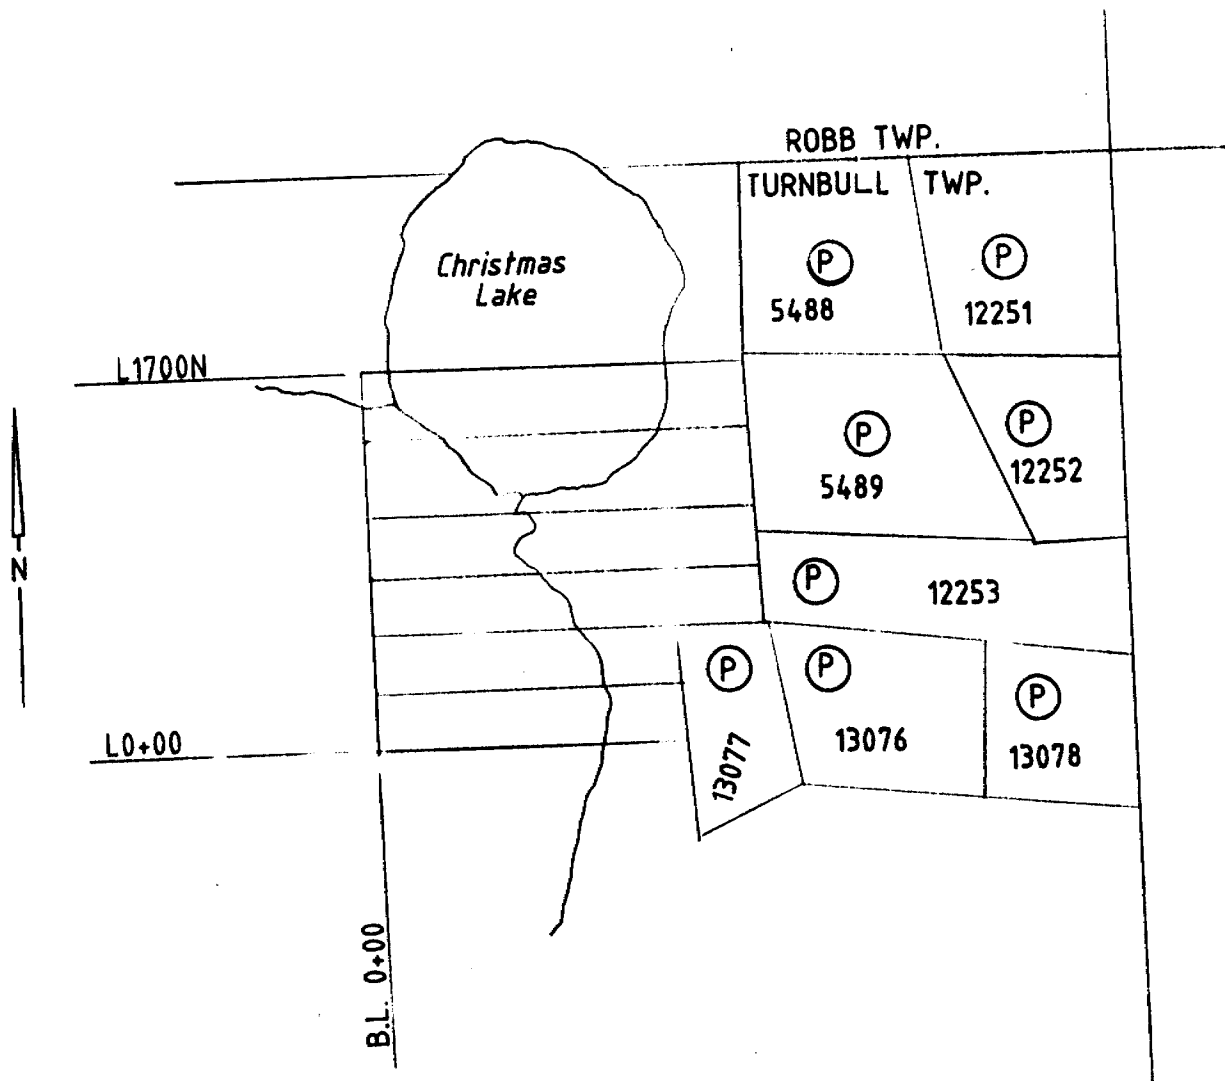 ROBB TWP.
TURNBULL TWP.
Christmas
Lake
P
5488
P
12251
L1700N
P
5489
P
12252
N
P
12253
P
13077
P
13076
P
13078
L0+00
B.L. 0+00